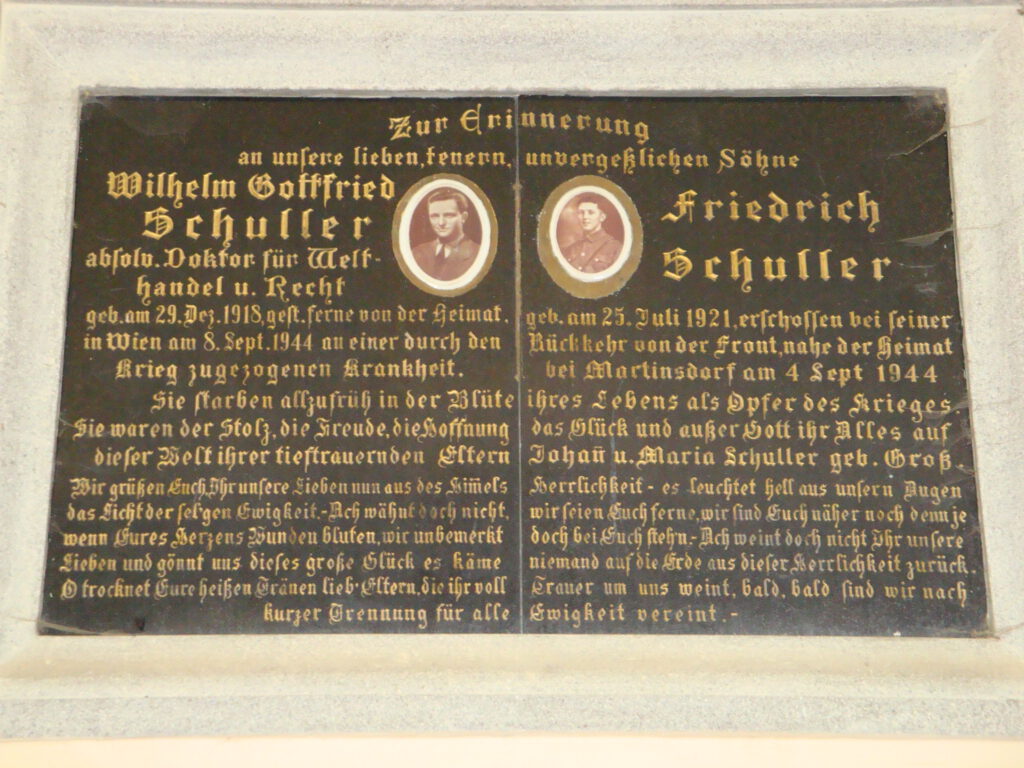 Zur Erinnerung
an unsere lieben, teuern, unvergeßlichen Söhne
Wilhelm Gottfried
Schuller
absolv. Doktor für Welt-
handel u. Recht
geb. am 29. Dez. 1918, gest. ferne von der Heimat.
in Wien am 8. Sept. 1944 an einer durch den
Krieg zugezogenen Krankheit.
Friedrich
Schuller
geb. am 25. Juli 1921, erschossen bei seiner
Rückkehr von der Front, nahe der Heimat
bei Martinsdorf am 4 Sept 1944
Sie starben allzufrüh in der Blüte ihres Lebens als Opfer des Krieges
Sie waren der Stolz, die Freude, die Hoffnung das Glück und außer Gott ihr Alles auf
dieser Welt ihrer tieftrauernden Eltern Johan̄ u. Maria Schuller geb. Groß
Wir grüßen Euch, Ihr unsere Lieben nun aus des Him̄els Herrlichkeit - es leuchtet hell aus unsern Augen
das Licht der sel'gen Ewigkeit.- Ach wähnt doch nicht, wir seien Euch ferne, wir sind Euch näher noch denn je
wenn Eures Herzens Wunden bluten, wir unbemerkt doch bei Euch stehn.- Ach weint doch nicht Ihr unsere
Lieben und gönnt uns dieses große Glück es käme niemand auf die Erde aus dieser Herrlichkeit zurück.
O trocknet Eure heißen Tränen lieb' Eltern, die ihr voll Trauer um uns weint, bald, bald sind wir nach
kurzer Trennung für alle Ewigkeit vereint.-